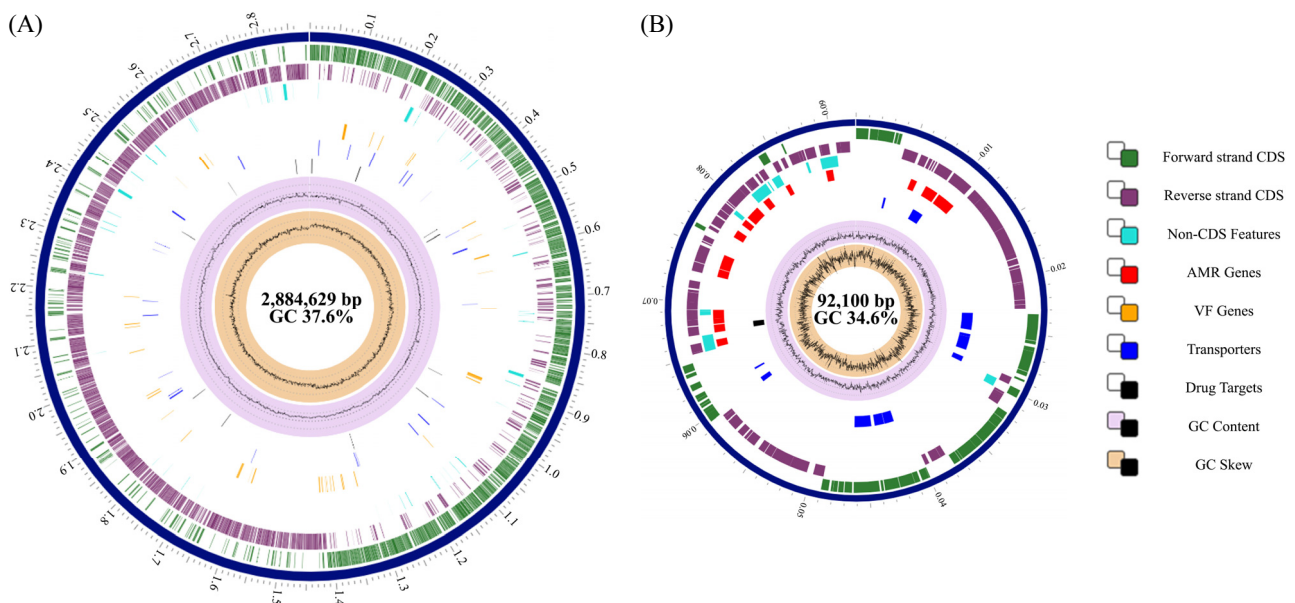 (A)
2.8
0.1
0.2
0.3
0.4
0.5
0.6
0.7
0.8
0.9
1.0
1.1
1.2
1.3
1.4
1.5
1.6
1.7
1.8
1.9
2.0
2.1
2.2
2.3
2.4
2.5
2.6
2.7
2,884,629 bp
GC 37.6%
(B)
0.01
0.02
0.03
0.04
0.05
0.06
0.07
0.08
0.09
92,100 bp
GC 34.6%
Forward strand CDS
Reverse strand CDS
Non-CDS Features
AMR Genes
VF Genes
Transporters
Drug Targets
GC Content
GC Skew